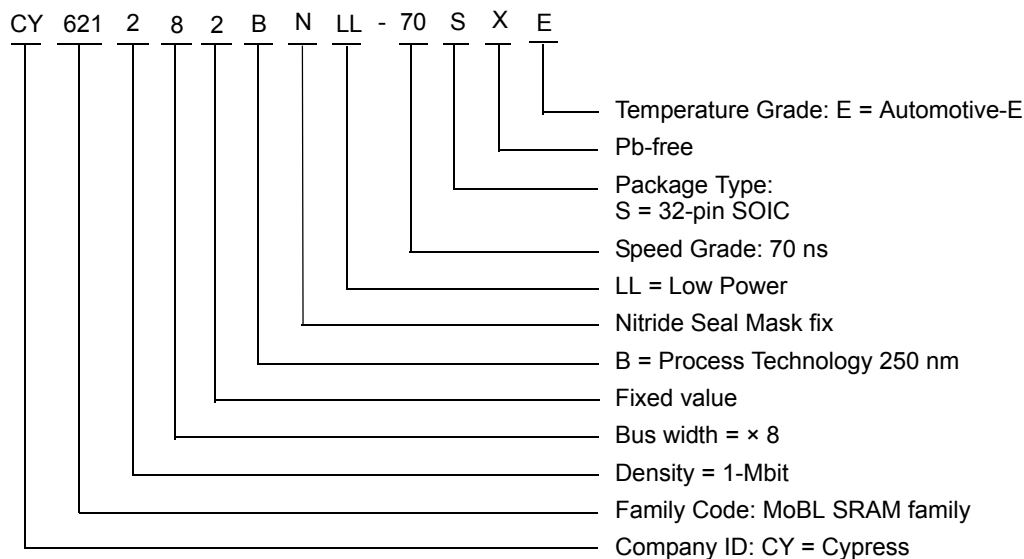 CY 621 2 8 2 B N LL - 70 S X E
Temperature Grade: E = Automotive-E
Pb-free
Package Type:
S = 32-pin SOIC
Speed Grade: 70 ns
LL = Low Power
Nitride Seal Mask fix
B = Process Technology 250 nm
Fixed value
Bus width = × 8
Density = 1-Mbit
Family Code: MoBL SRAM family
Company ID: CY = Cypress